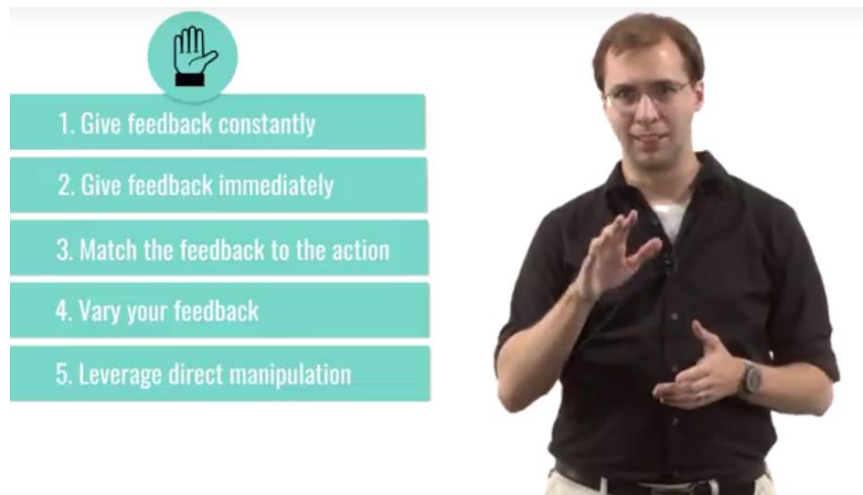 1. Give feedback constantly
2. Give feedback immediately
3. Match the feedback to the action
4. Vary your feedback
5. Leverage direct manipulation